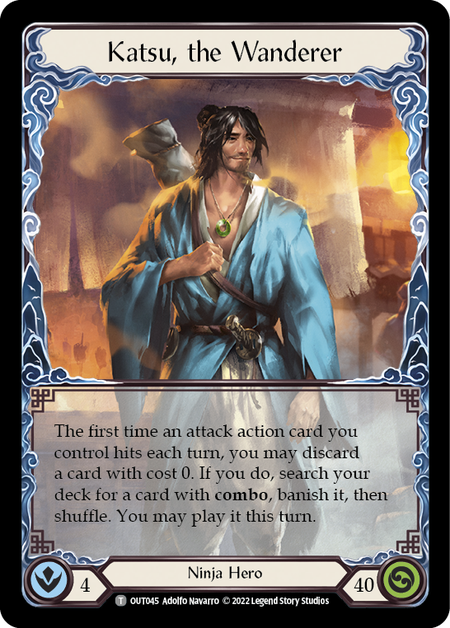 Katsu, the Wanderer
The first time an attack action card you
control hits each turn, you may discard
a card with cost 0. If you do, search your
deck for a card with combo, banish it, then
shuffle. You may play it this turn.
4
Ninja Hero
40
T OUT045 Adolfo Navarro © 2022 Legend Story Studios